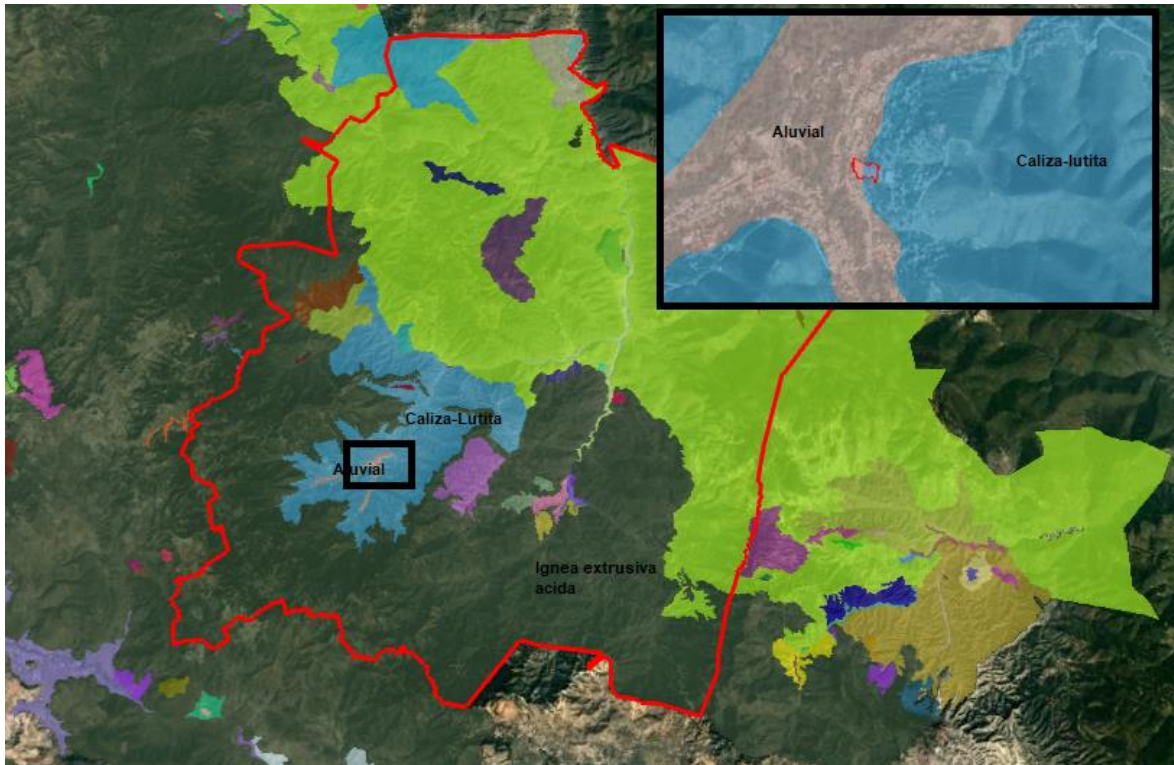 Aluvial
Caliza-lutita
Caliza-Lutita
Aluvial
Ignea extrusiva
acida